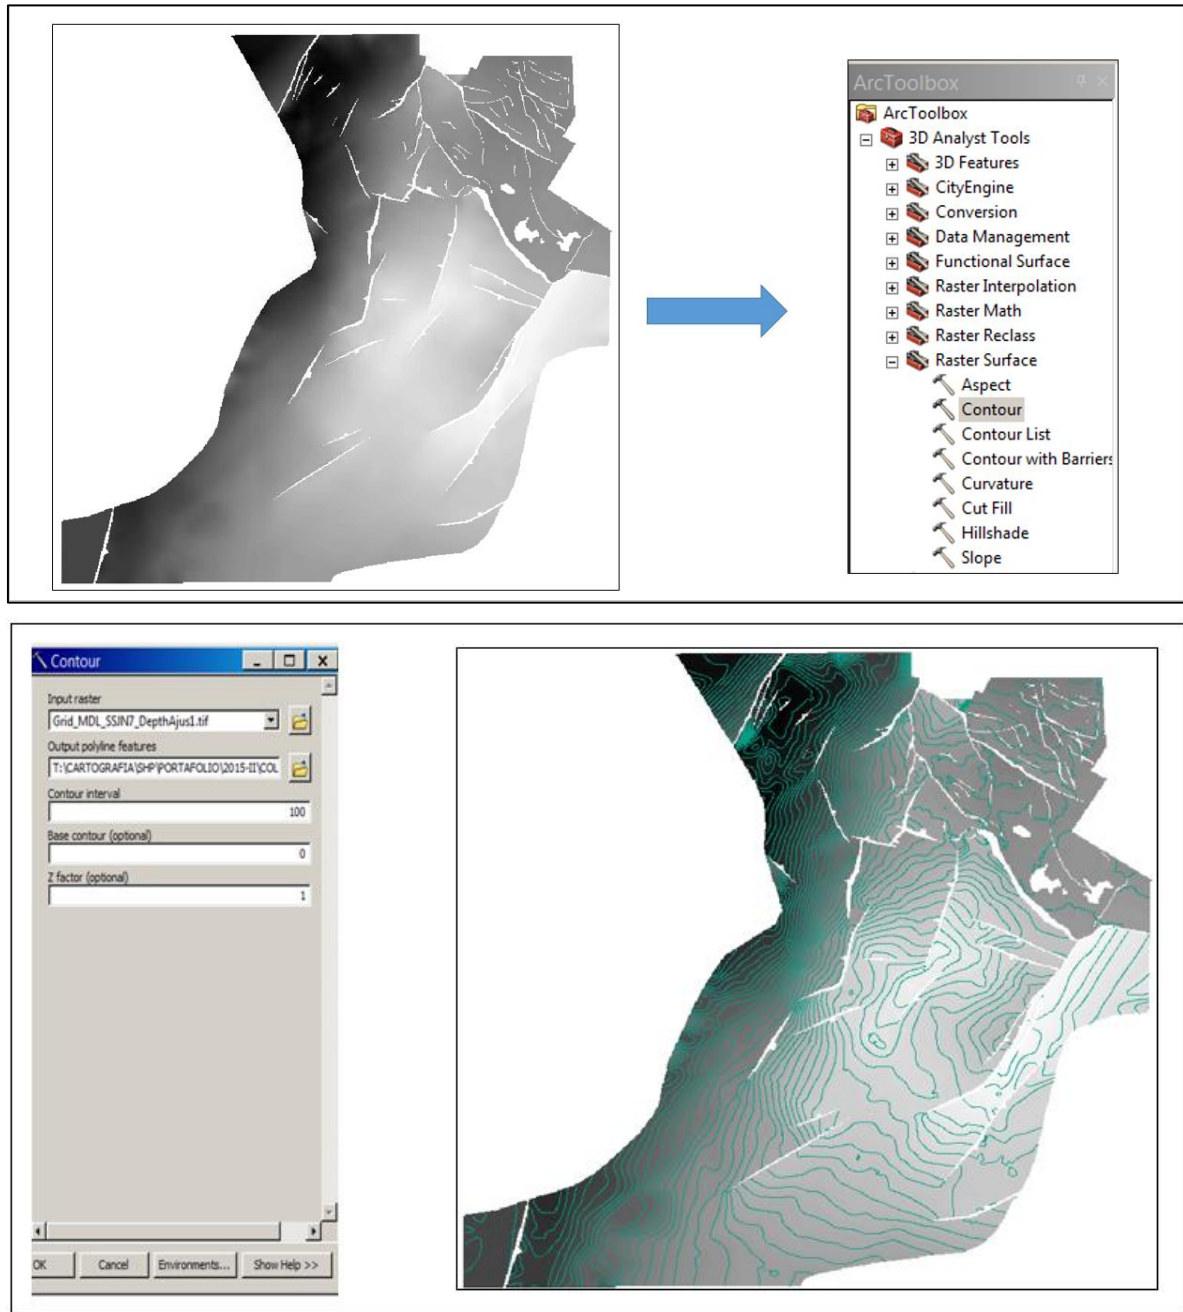 ArcToolbox
ArcToolbox
3D Analyst Tools
3D Features
CityEngine
Conversion
Data Management
Functional Surface
Raster Interpolation
Raster Math
Raster Reclass
Raster Surface
Aspect
Contour
Contour List
Contour with Barriers
Curvature
Cut Fill
Hillshade
Slope
Contour
Input raster
Grid_MDL_SSJN7_DepthAjus1.tif
Output polyline features
T:\CARTOGRAFIA\SHP\PORTAFOLIO\2015-II\COL
Contour interval
100
Base contour (optional)
0
Z factor (optional)
1
OK Cancel Environments... Show Help >>